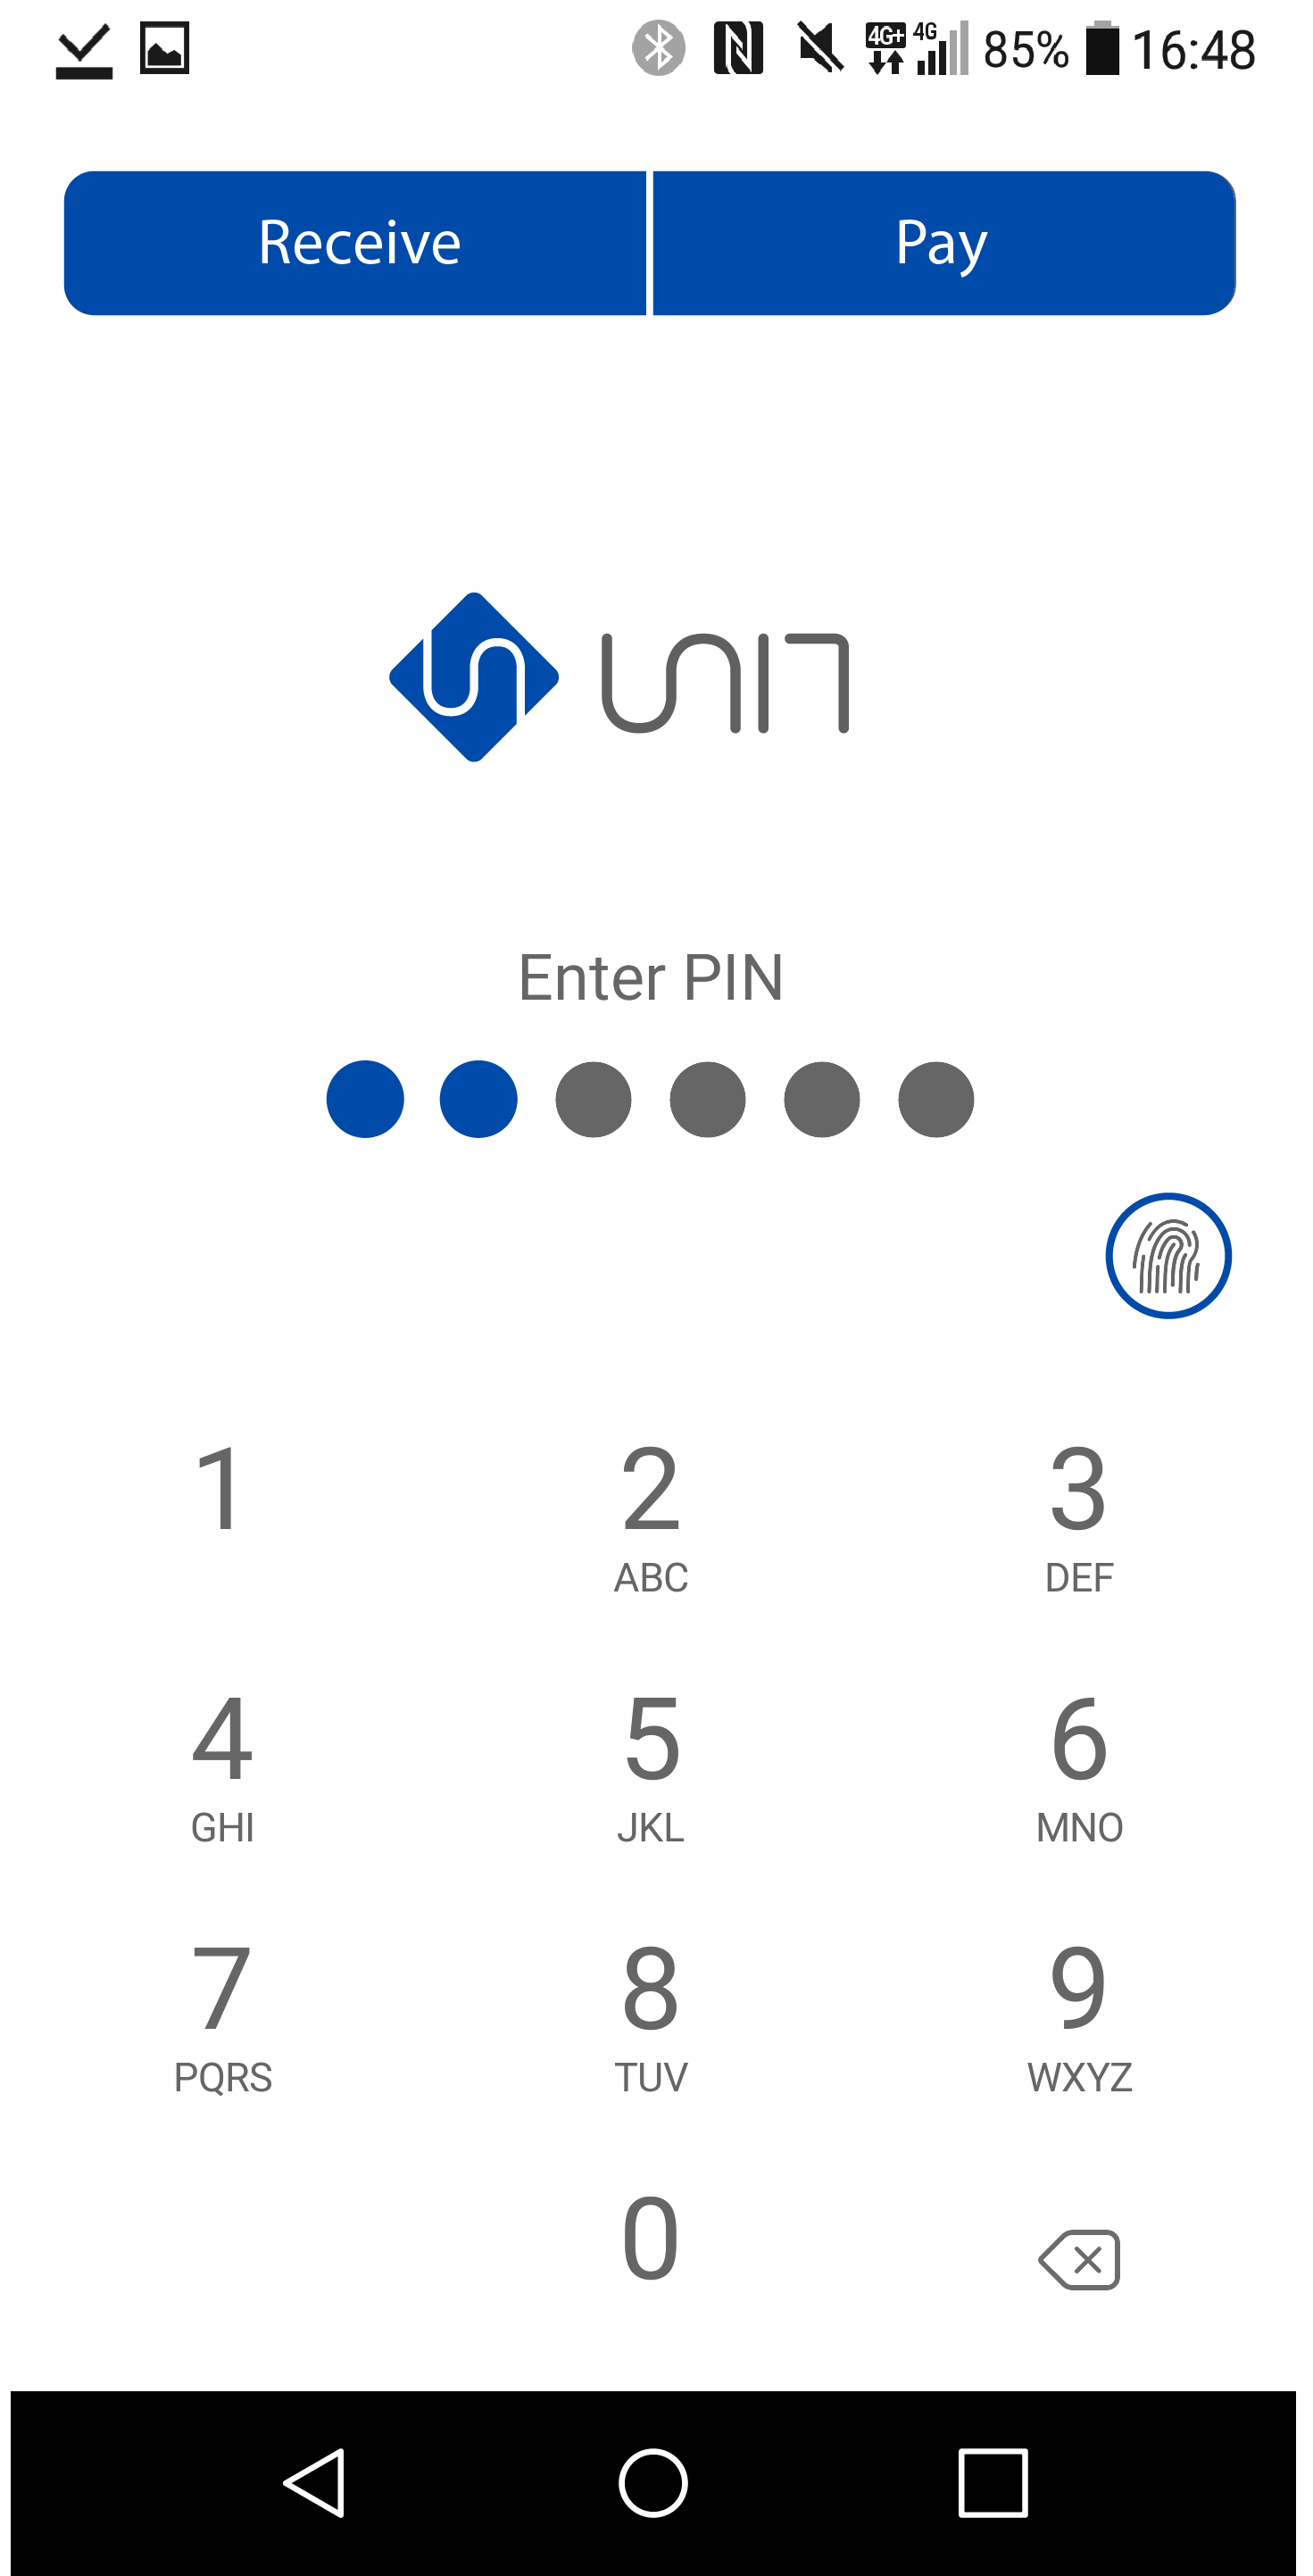 4G+ 4G 85% 16:48
Receive Pay
UNIT
Enter PIN
1 2 3
ABC DEF
4 5 6
GHI JKL MNO
7 8 9
PQRS TUV WXYZ
0